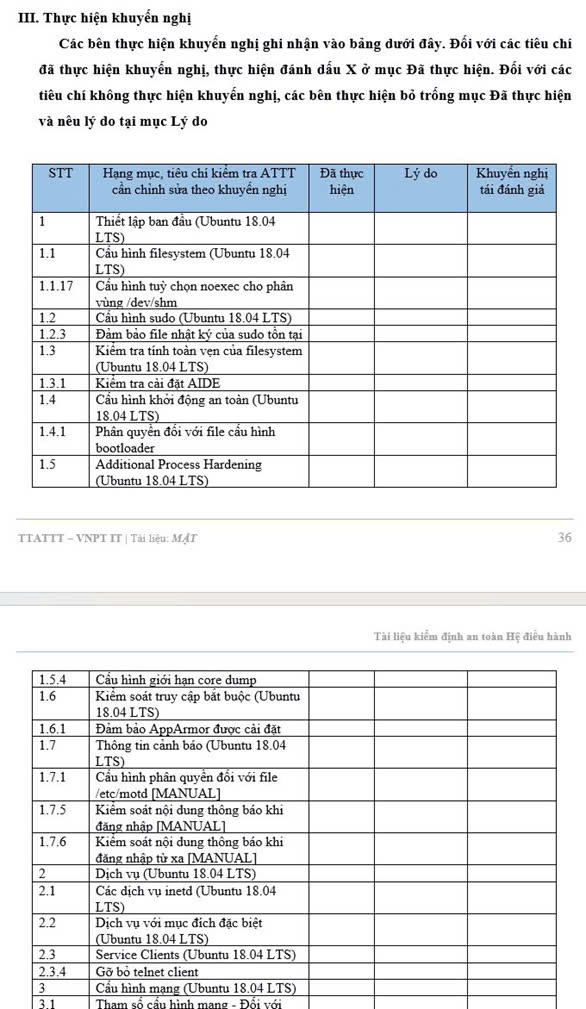 III. Thực hiện khuyến nghị
Các bên thực hiện khuyến nghị ghi nhận vào bảng dưới đây. Đối với các tiêu chí
đã thực hiện khuyến nghị, thực hiện đánh dấu X ở mục Đã thực hiện. Đối với các
tiêu chí không thực hiện khuyến nghị, các bên thực hiện bỏ trống mục Đã thực hiện
và nêu lý do tại mục Lý do
STT Hạng mục, tiêu chí kiểm tra ATTT Đã thực Lý do Khuyến nghị
cần chỉnh sửa theo khuyến nghị hiện tái đánh giá
1 Thiết lập ban đầu (Ubuntu 18.04
LTS)
1.1 Cấu hình filesystem (Ubuntu 18.04
LTS)
1.1.17 Cấu hình tuỳ chọn noexec cho phân
vùng /dev/shm
1.2 Cấu hình sudo (Ubuntu 18.04 LTS)
1.2.3 Đảm bảo file nhật ký của sudo tồn tại
1.3 Kiểm tra tính toàn vẹn của filesystem
(Ubuntu 18.04 LTS)
1.3.1 Kiểm tra cài đặt AIDE
1.4 Cấu hình khởi động an toàn (Ubuntu
18.04 LTS)
1.4.1 Phân quyền đối với file cấu hình
bootloader
1.5 Additional Process Hardening
(Ubuntu 18.04 LTS)
TTATTT – VNPT IT | Tài liệu: MẬT 36
Tài liệu kiểm định an toàn Hệ điều hành
1.5.4 Cấu hình giới hạn core dump
1.6 Kiểm soát truy cập bắt buộc (Ubuntu
18.04 LTS)
1.6.1 Đảm bảo AppArmor được cài đặt
1.7 Thông tin cảnh báo (Ubuntu 18.04
LTS)
1.7.1 Cấu hình phân quyền đối với file
/etc/motd [MANUAL]
1.7.5 Kiểm soát nội dung thông báo khi
đăng nhập [MANUAL]
1.7.6 Kiểm soát nội dung thông báo khi
đăng nhập từ xa [MANUAL]
2 Dịch vụ (Ubuntu 18.04 LTS)
2.1 Các dịch vụ inetd (Ubuntu 18.04
LTS)
2.2 Dịch vụ với mục đích đặc biệt
(Ubuntu 18.04 LTS)
2.3 Service Clients (Ubuntu 18.04 LTS)
2.3.4 Gỡ bỏ telnet client
3 Cấu hình mạng (Ubuntu 18.04 LTS)
3.1 Tham số cấu hình mạng - Đối với